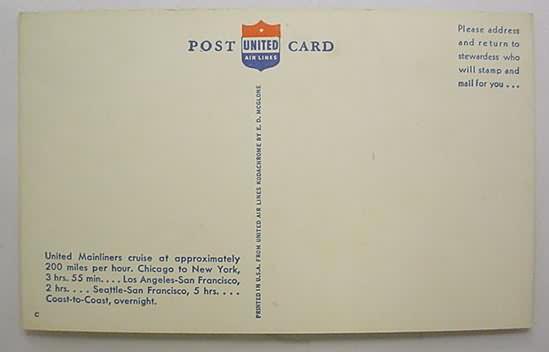 POST UNITED AIR LINES CARD
Please address
and return to
stewardess who
will stamp and
mail for you...
PRINTED IN U.S.A. FROM UNITED AIR LINES KODACHROME BY E. D. MCGLONE
United Mainliners cruise at approximately
200 miles per hour. Chicago to New York,
3 hrs. 55 min.... Los Angeles-San Francisco,
2 hrs.... Seattle-San Francisco, 5 hrs....
Coast-to-Coast, overnight.
C